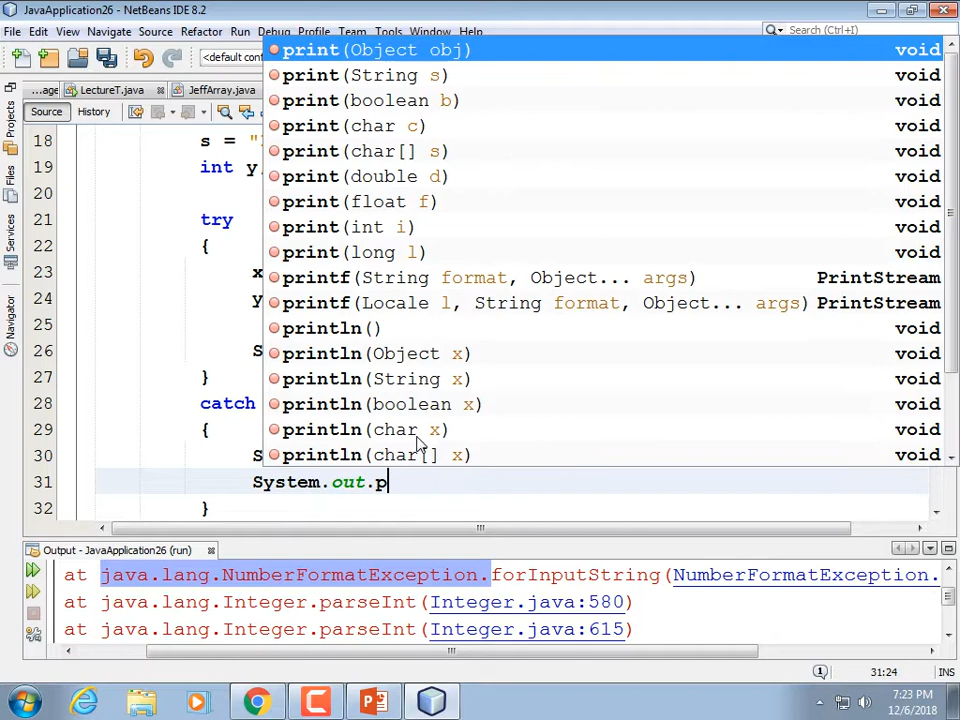 JavaApplication26 - NetBeans IDE 8.2
File Edit View Navigate Source Refactor Run Debug Profile Team Tools Window Help
Search (Ctrl+I)
<default conf
...age LectureT.java JeffArray.java
Source History
Projects
Files
Services
Navigator
print(Object obj) void
print(String s) void
print(boolean b) void
print(char c) void
print(char[] s) void
print(double d) void
print(float f) void
print(int i) void
print(long l) void
printf(String format, Object... args) PrintStream
printf(Locale l, String format, Object... args) PrintStream
println() void
println(Object x) void
println(String x) void
println(boolean x) void
println(char x) void
println(char[] x) void
18 s = "
19 int y,
20
21 try
22 {
23 x
24 y
25
26 S
27 }
28 catch
29 {
30 S
31 System.out.p
32 }
Output - JavaApplication26 (run)
at java.lang.NumberFormatException.forInputString(NumberFormatException.
at java.lang.Integer.parseInt(Integer.java:580)
at java.lang.Integer.parseInt(Integer.java:615)
1 31:24 INS
7:23 PM
12/6/2018